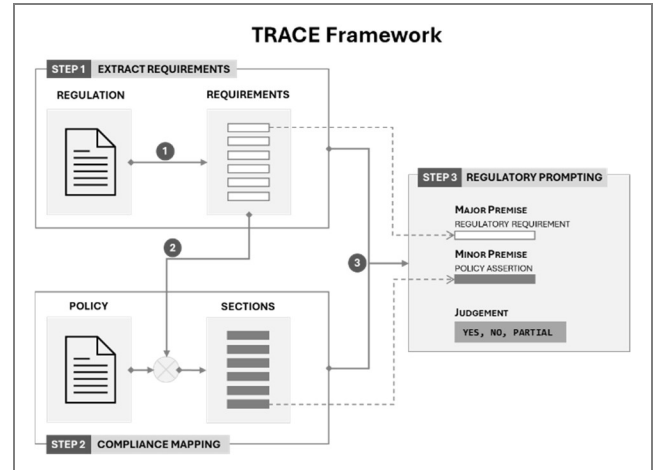 TRACE Framework
STEP 1 EXTRACT REQUIREMENTS
REGULATION
REQUIREMENTS
1
2
3
POLICY
SECTIONS
STEP 2 COMPLIANCE MAPPING
STEP 3 REGULATORY PROMPTING
MAJOR PREMISE
REGULATORY REQUIREMENT
MINOR PREMISE
POLICY ASSERTION
JUDGEMENT
YES, NO, PARTIAL